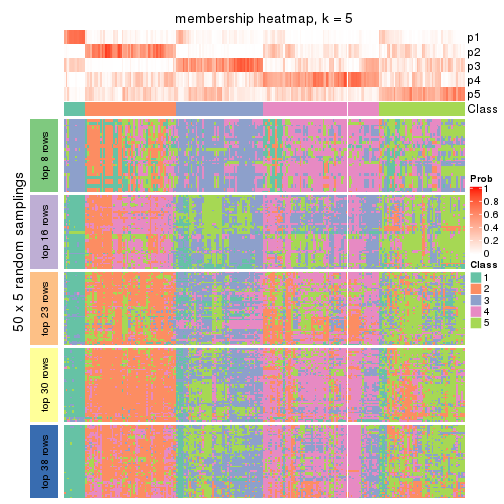 membership heatmap, k = 5
p1
p2
p3
p4
p5
Class
50 x 5 random samplings
top 8 rows
top 16 rows
top 23 rows
top 30 rows
top 38 rows
Prob
1
0.8
0.6
0.4
0.2
0
Class
1
2
3
4
5